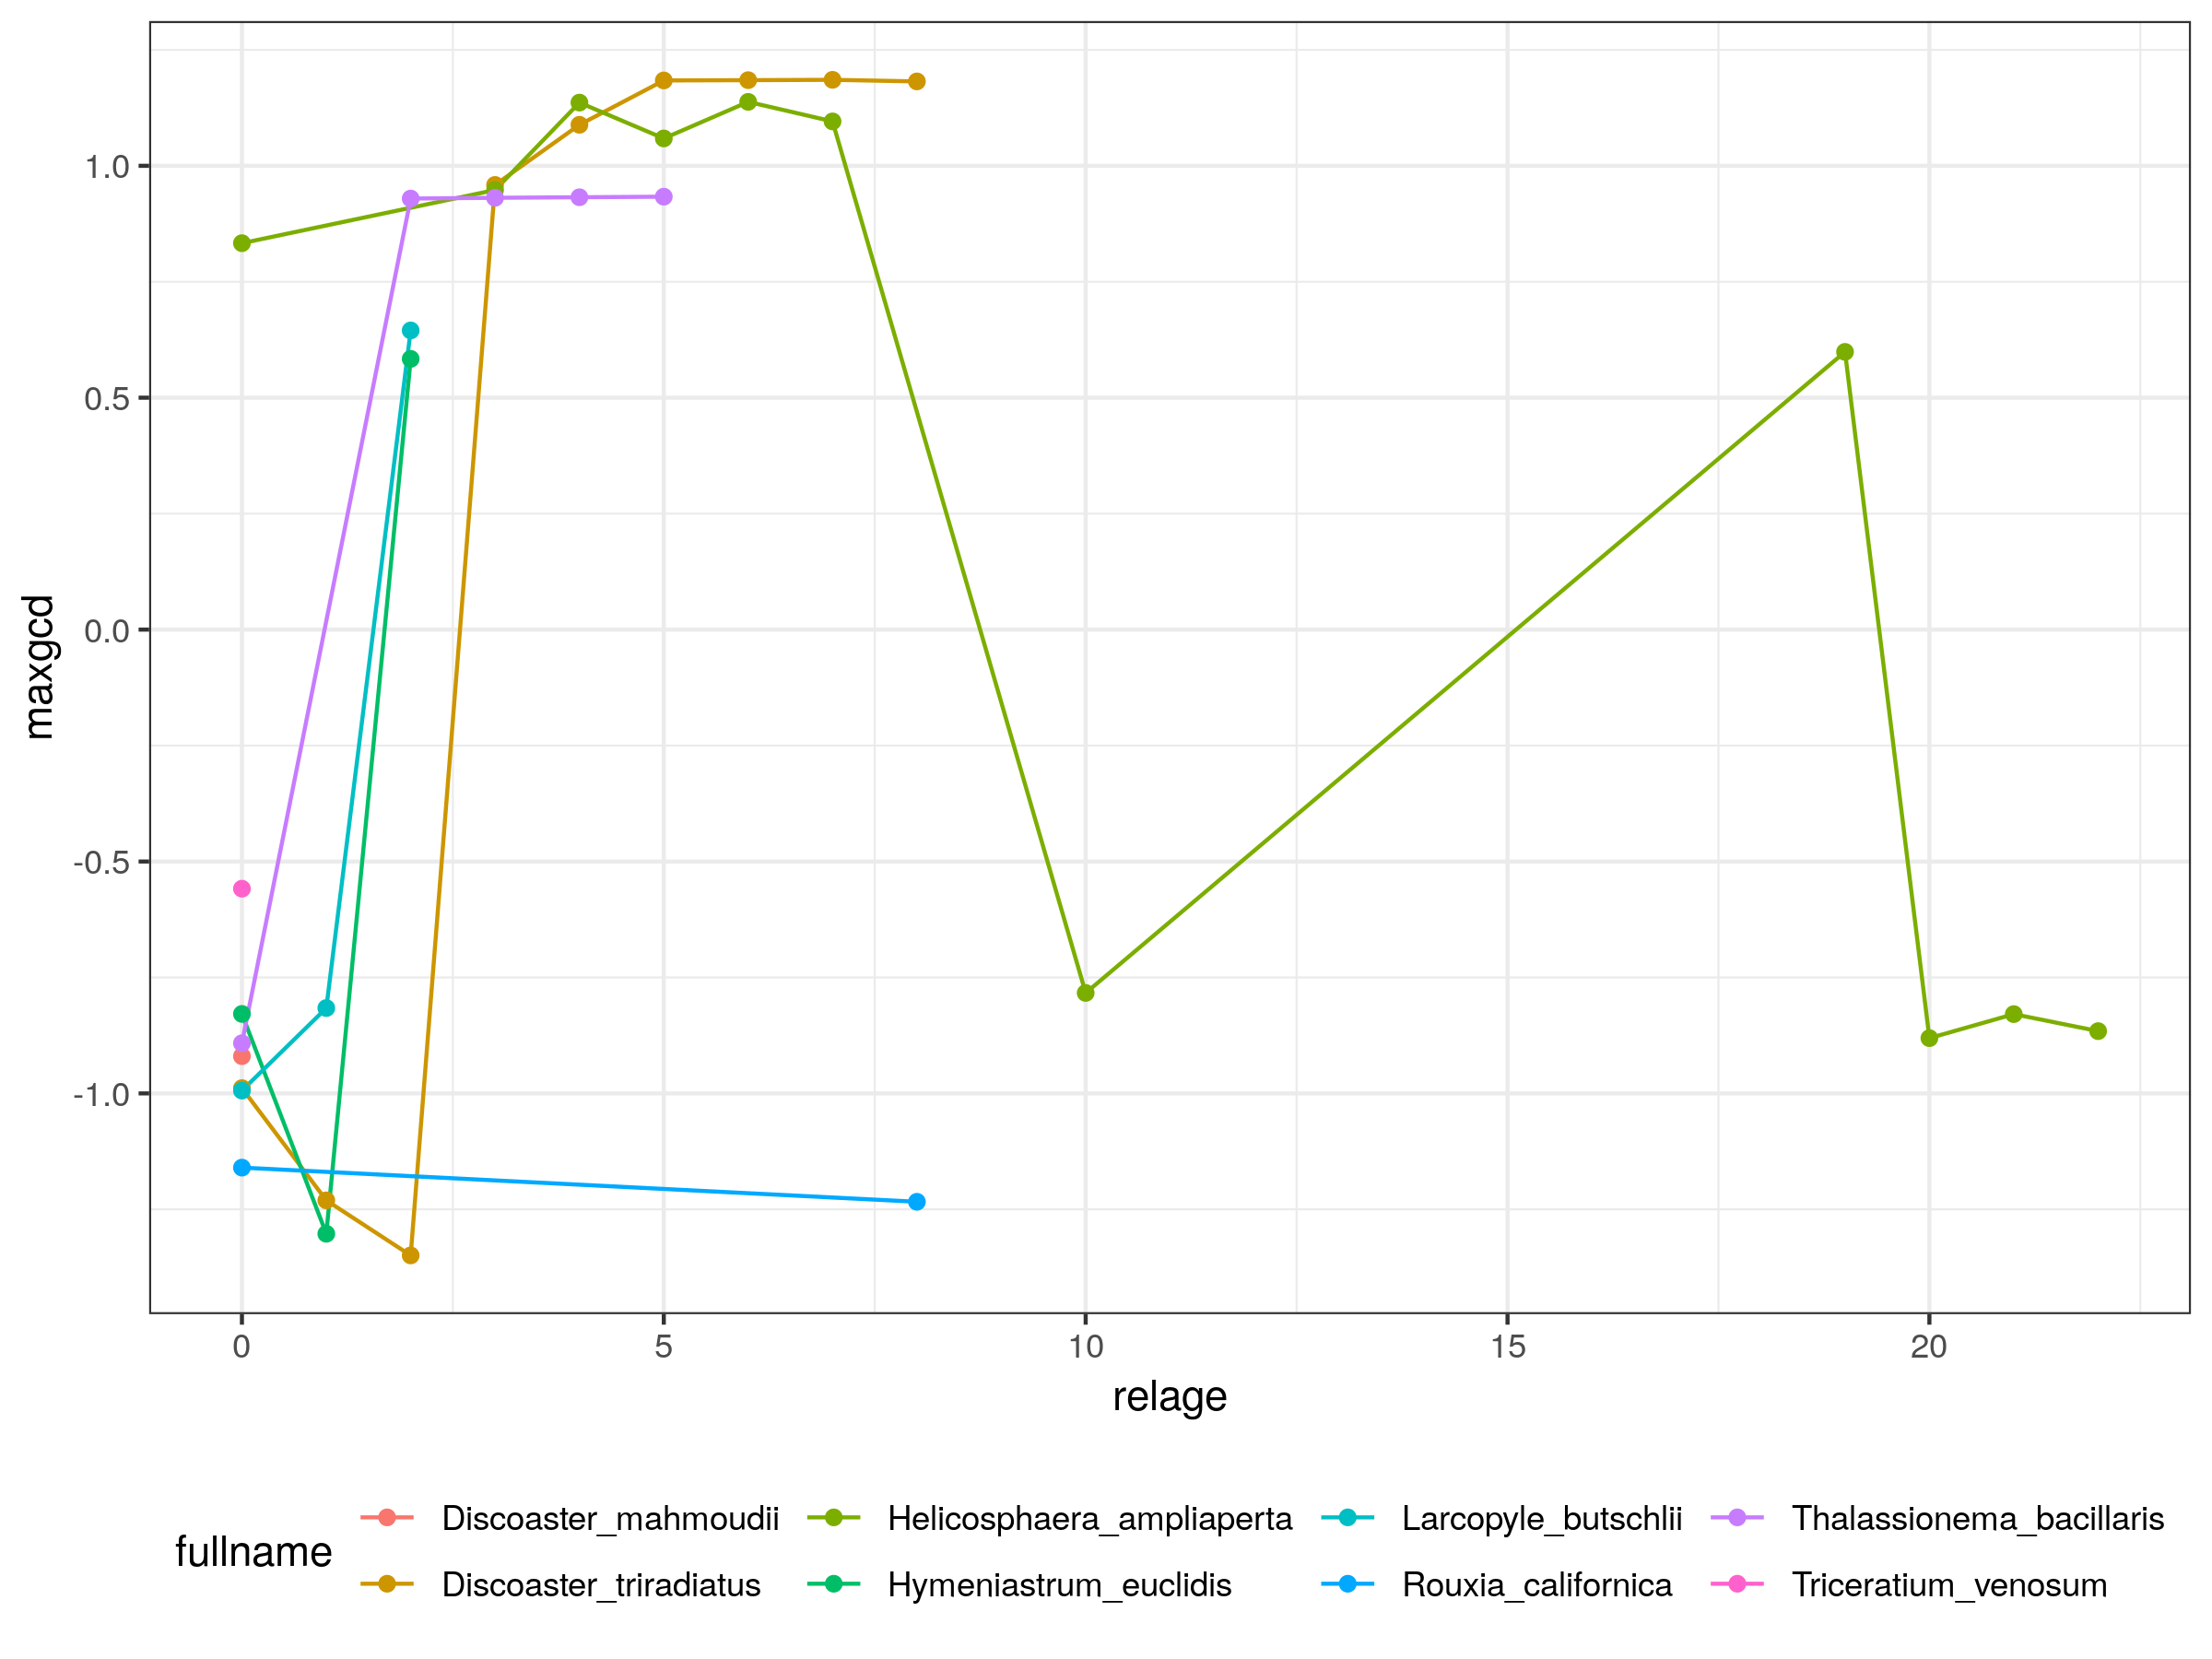 1.0
0.5
0.0
-0.5
-1.0
maxgcd
0 5 10 15 20
relage
fullname
Discoaster_mahmoudii Helicosphaera_ampliaperta Larcopyle_butschlii Thalassionema_bacillaris
Discoaster_triradiatus Hymeniastrum_euclidis Rouxia_californica Triceratium_venosum